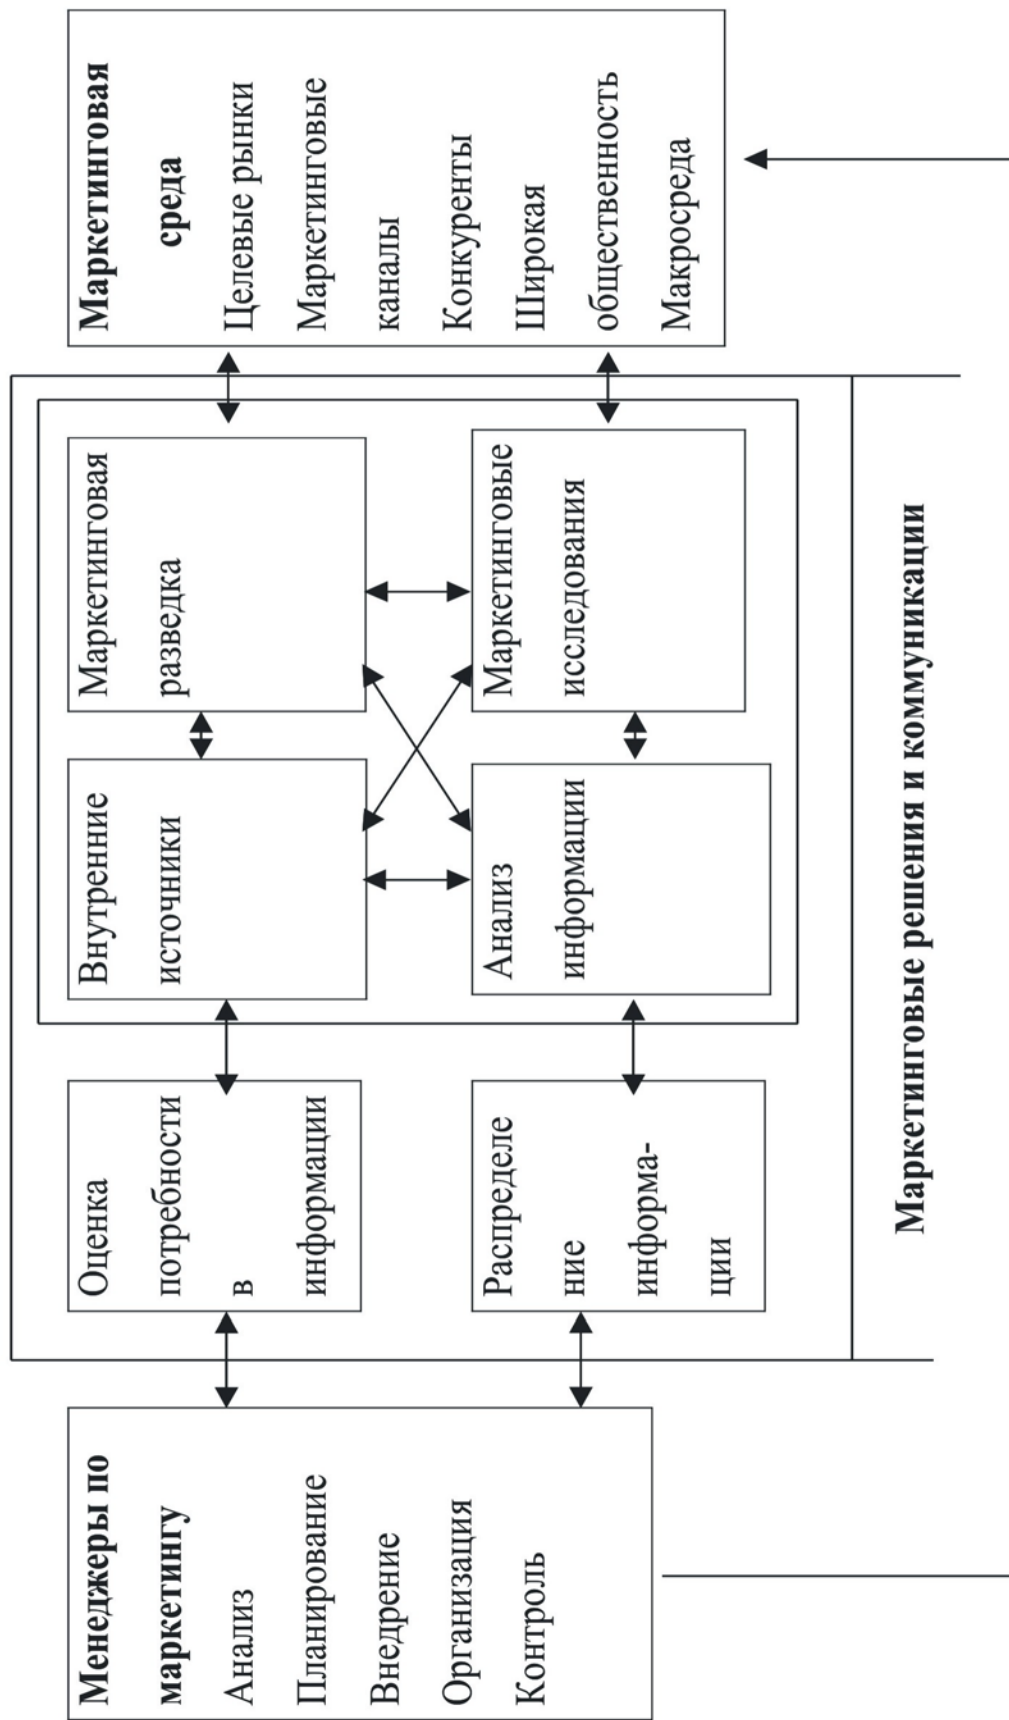 Менеджеры по
маркетингу
Анализ
Планирование
Внедрение
Организация
Контроль
Оценка
потребности
в
информации
Распределе
ние
информа-
ции
Внутренние
источники
Анализ
информации
Маркетинговая
разведка
Маркетинговые
исследования
Маркетинговая
среда
Целевые рынки
Маркетинговые
каналы
Конкуренты
Широкая
общественность
Макросреда
Маркетинговые решения и коммуникации